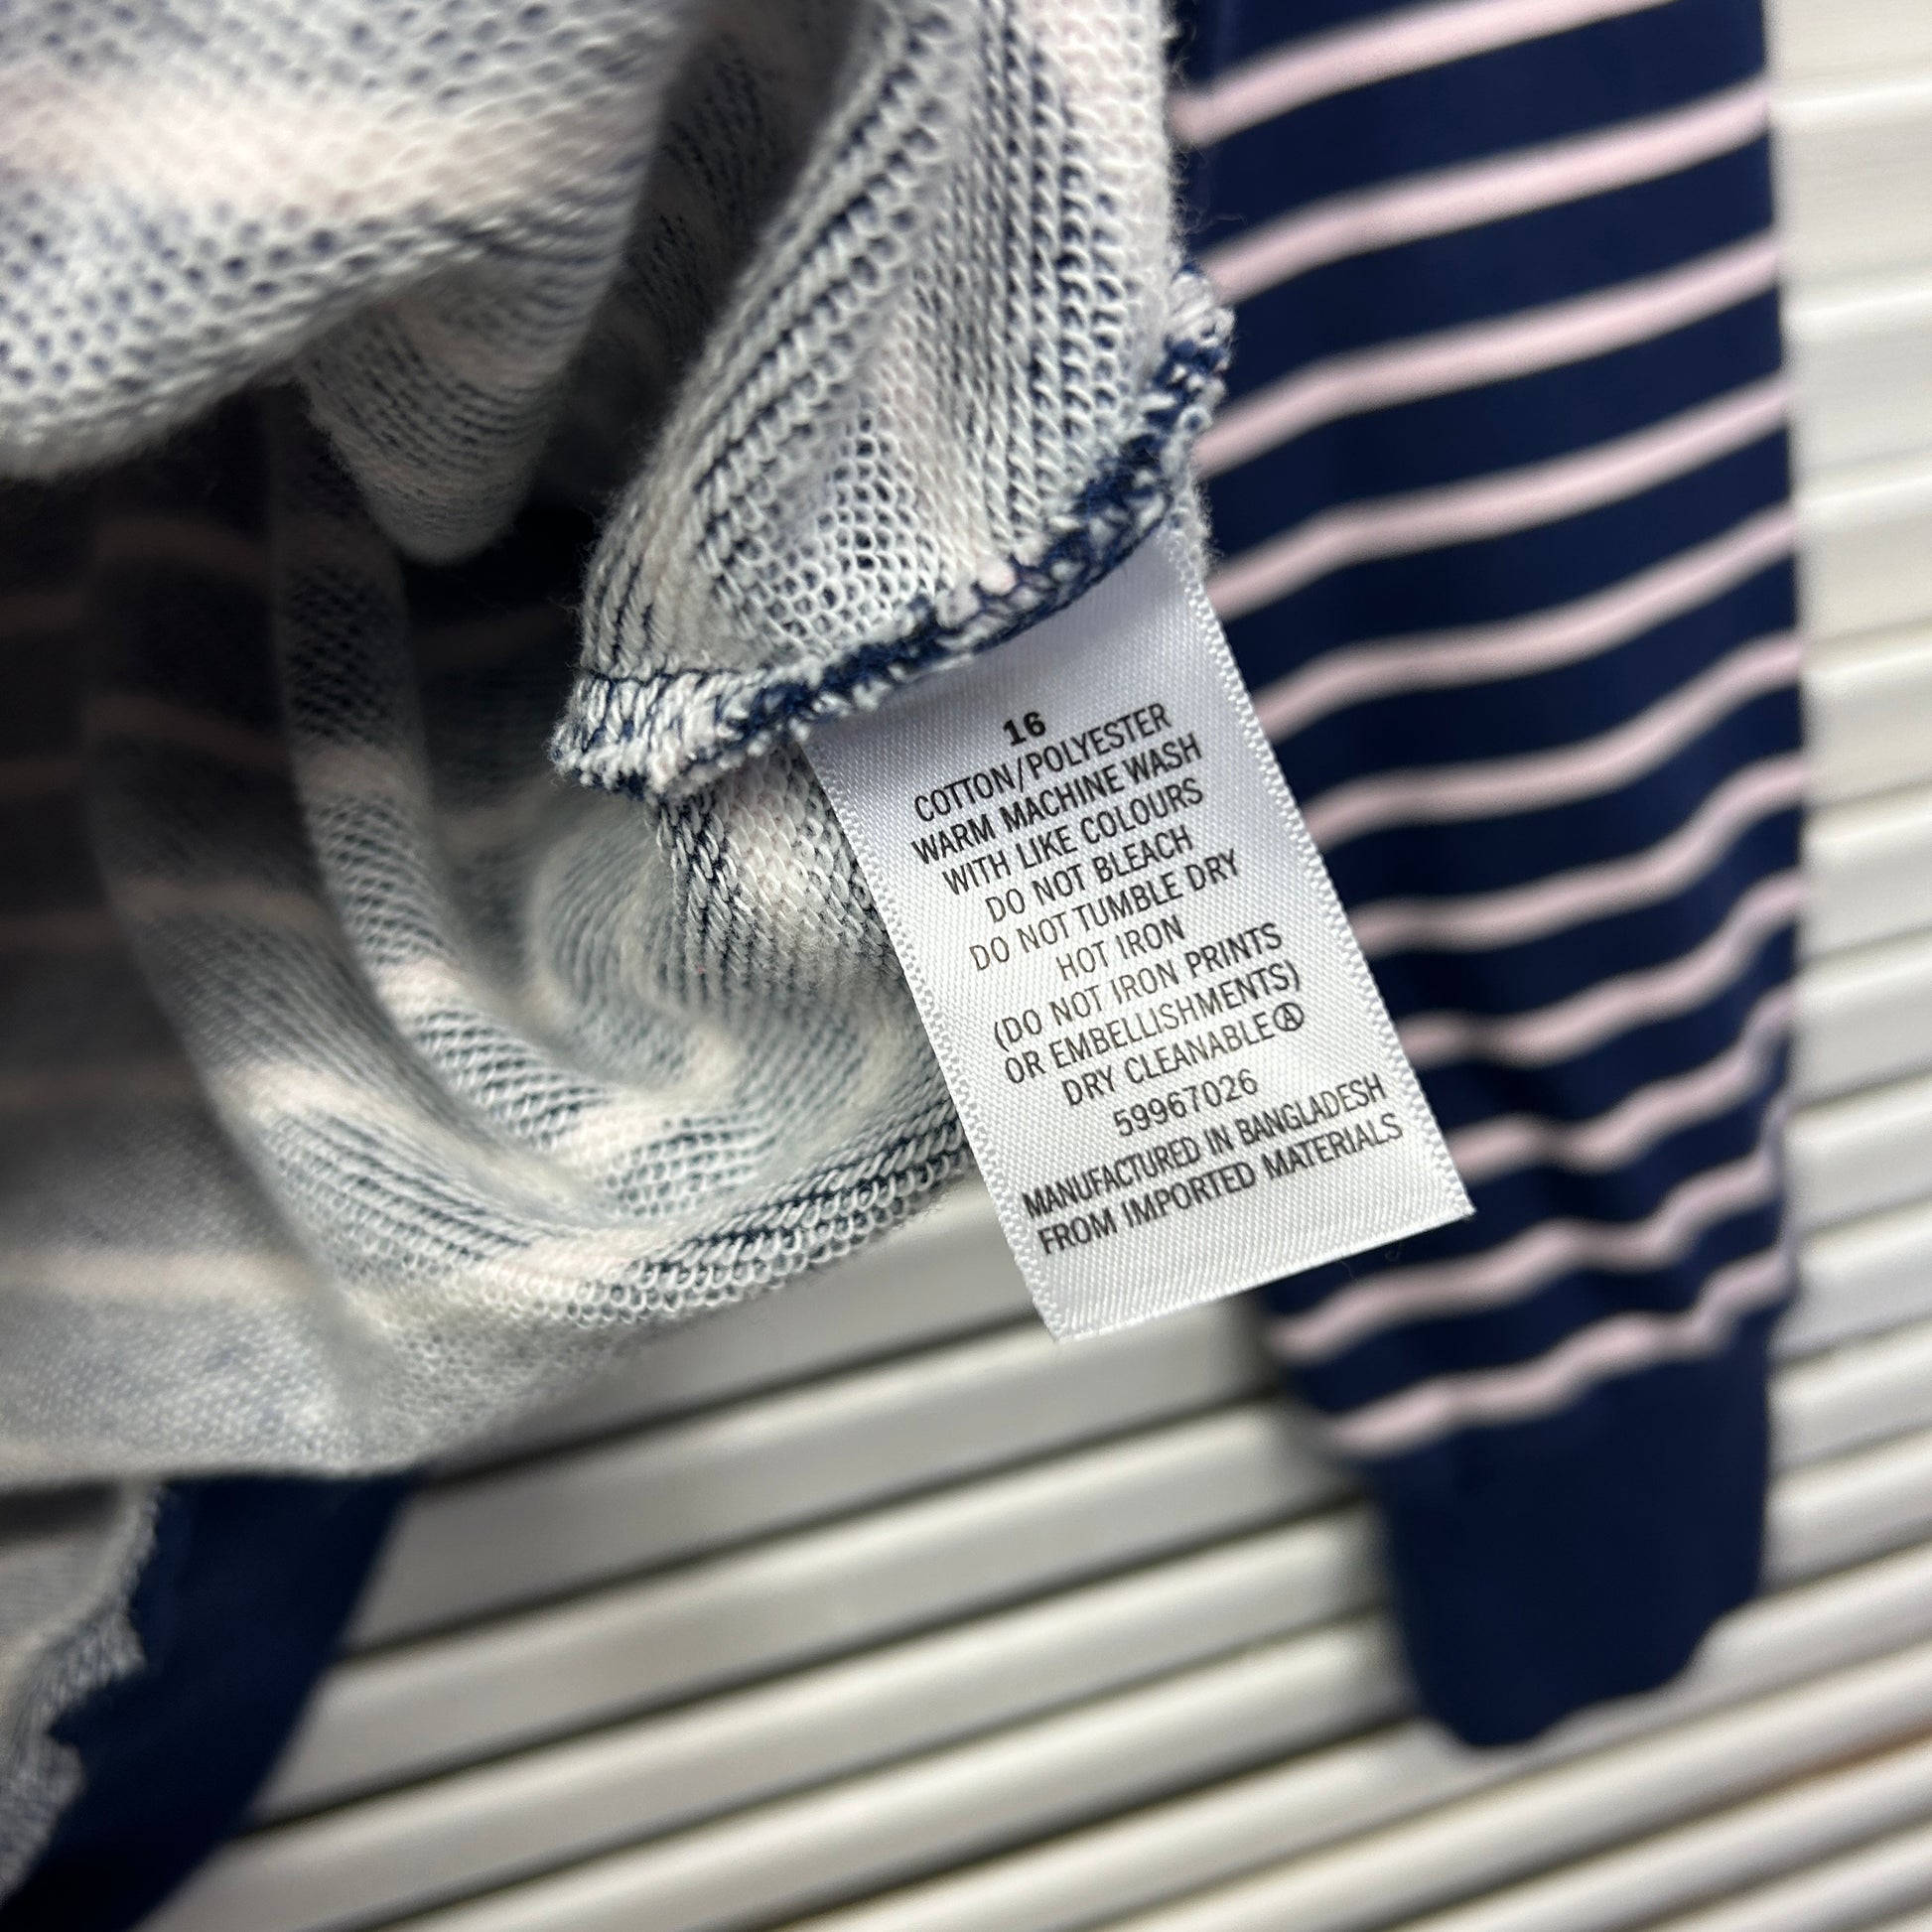 16
COTTON/POLYESTER
WARM MACHINE WASH
WITH LIKE COLOURS
DO NOT BLEACH
DO NOT TUMBLE DRY
HOT IRON
(DO NOT IRON PRINTS
OR EMBELLISHMENTS)
DRY CLEANABLEⒶ
59967026
MANUFACTURED IN BANGLADESH
FROM IMPORTED MATERIALS